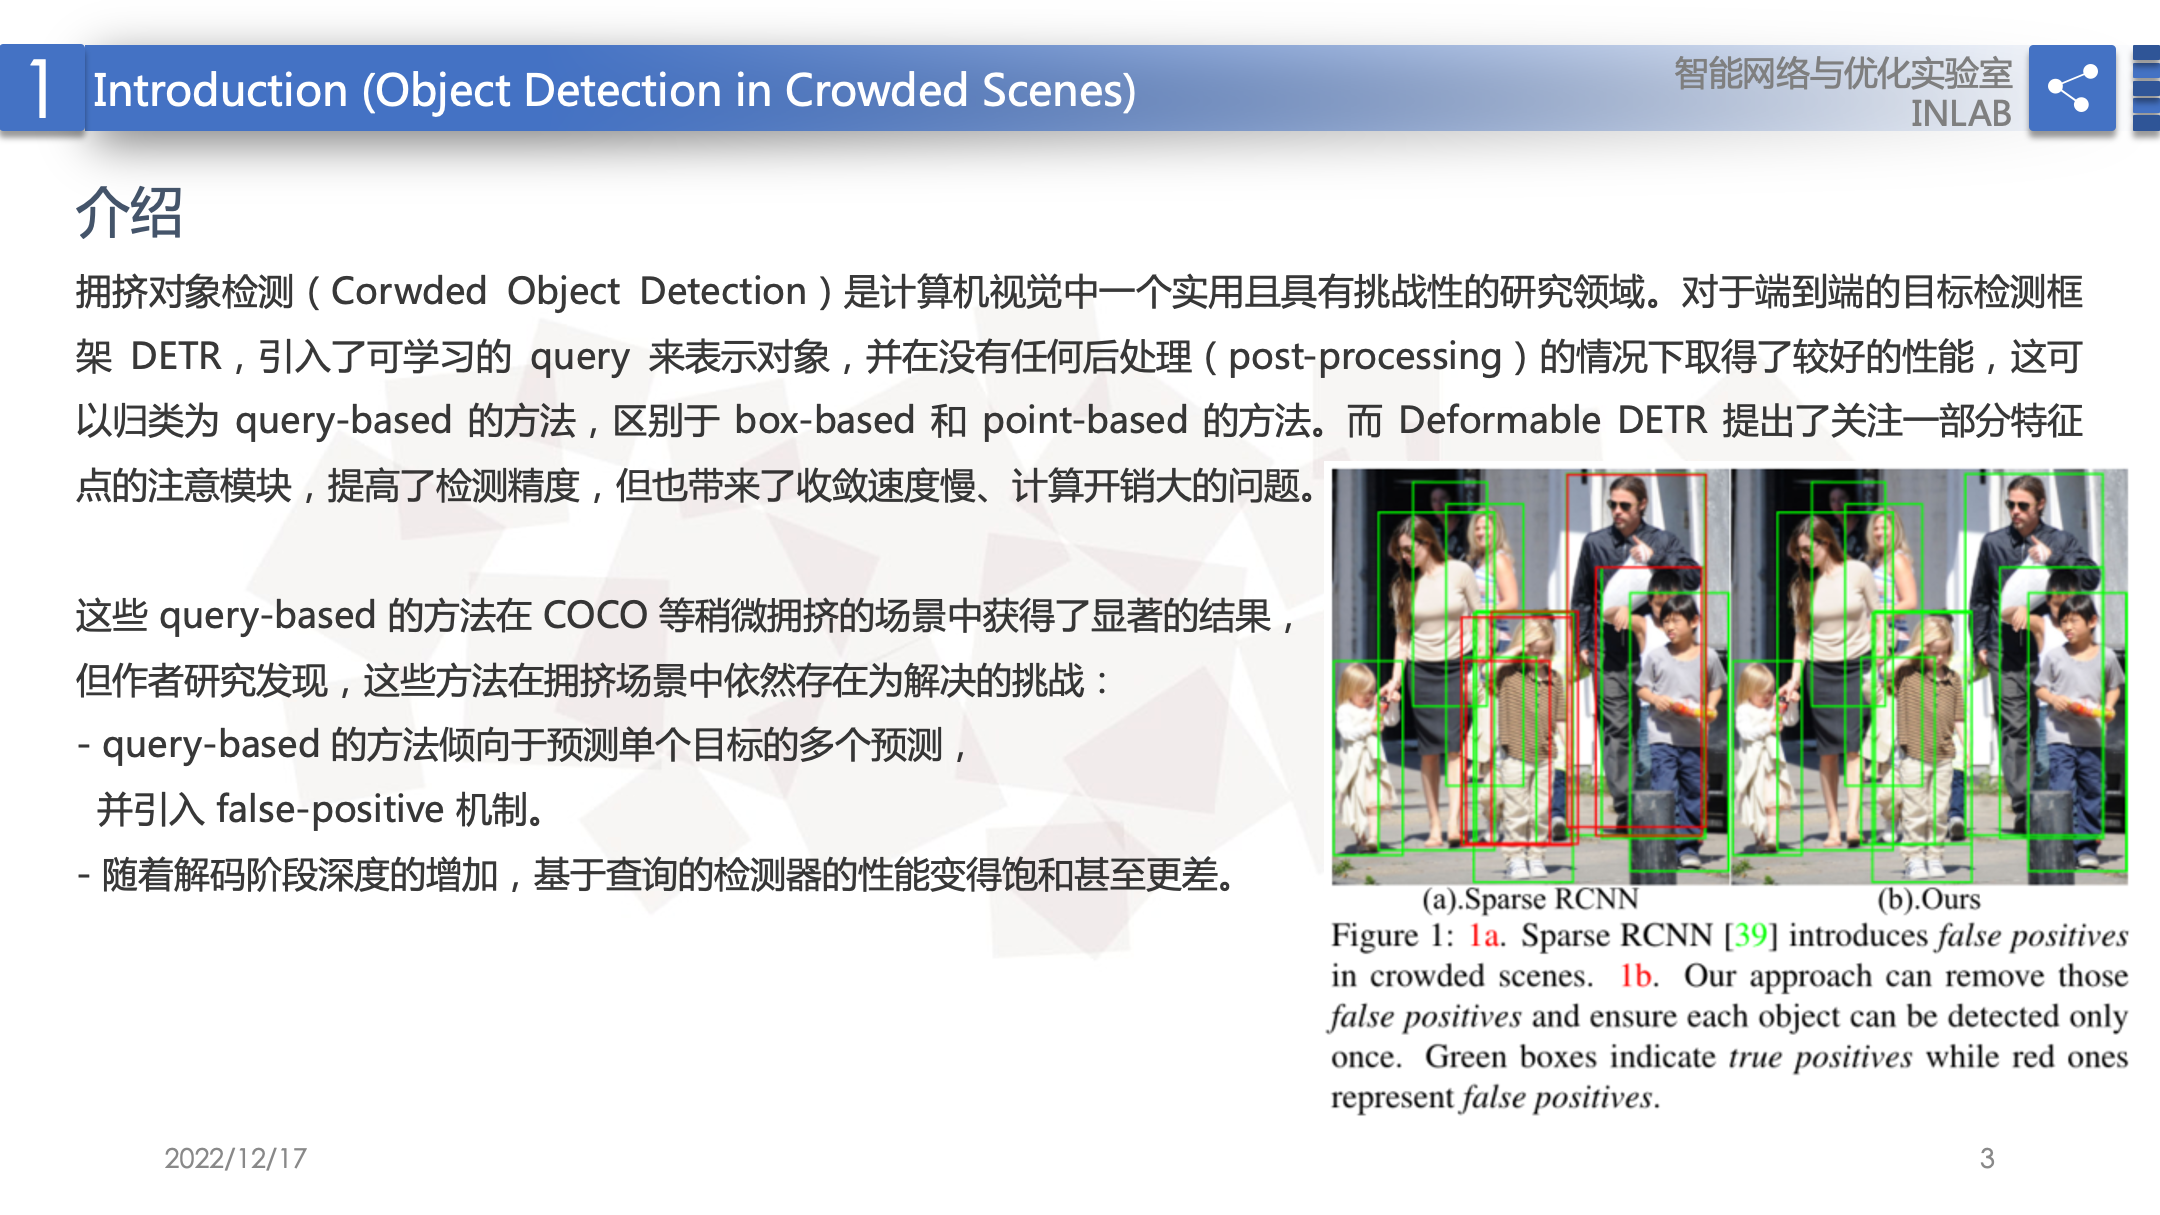 1
Introduction (Object Detection in Crowded Scenes)
智能网络与优化实验室
INLAB
介绍
拥挤对象检测（Corwded Object Detection）是计算机视觉中一个实用且具有挑战性的研究领域。对于端到端的目标检测框
架 DETR，引入了可学习的 query 来表示对象，并在没有任何后处理（post-processing）的情况下取得了较好的性能，这可
以归类为 query-based 的方法，区别于 box-based 和 point-based 的方法。而 Deformable DETR 提出了关注一部分特征
点的注意模块，提高了检测精度，但也带来了收敛速度慢、计算开销大的问题。
这些 query-based 的方法在 COCO 等稍微拥挤的场景中获得了显著的结果，
但作者研究发现，这些方法在拥挤场景中依然存在为解决的挑战：
- query-based 的方法倾向于预测单个目标的多个预测，
并引入 false-positive 机制。
- 随着解码阶段深度的增加，基于查询的检测器的性能变得饱和甚至更差。
(a).Sparse RCNN
(b).Ours
Figure 1: 1a. Sparse RCNN [39] introduces false positives
in crowded scenes. 1b. Our approach can remove those
false positives and ensure each object can be detected only
once. Green boxes indicate true positives while red ones
represent false positives.
2022/12/17
3